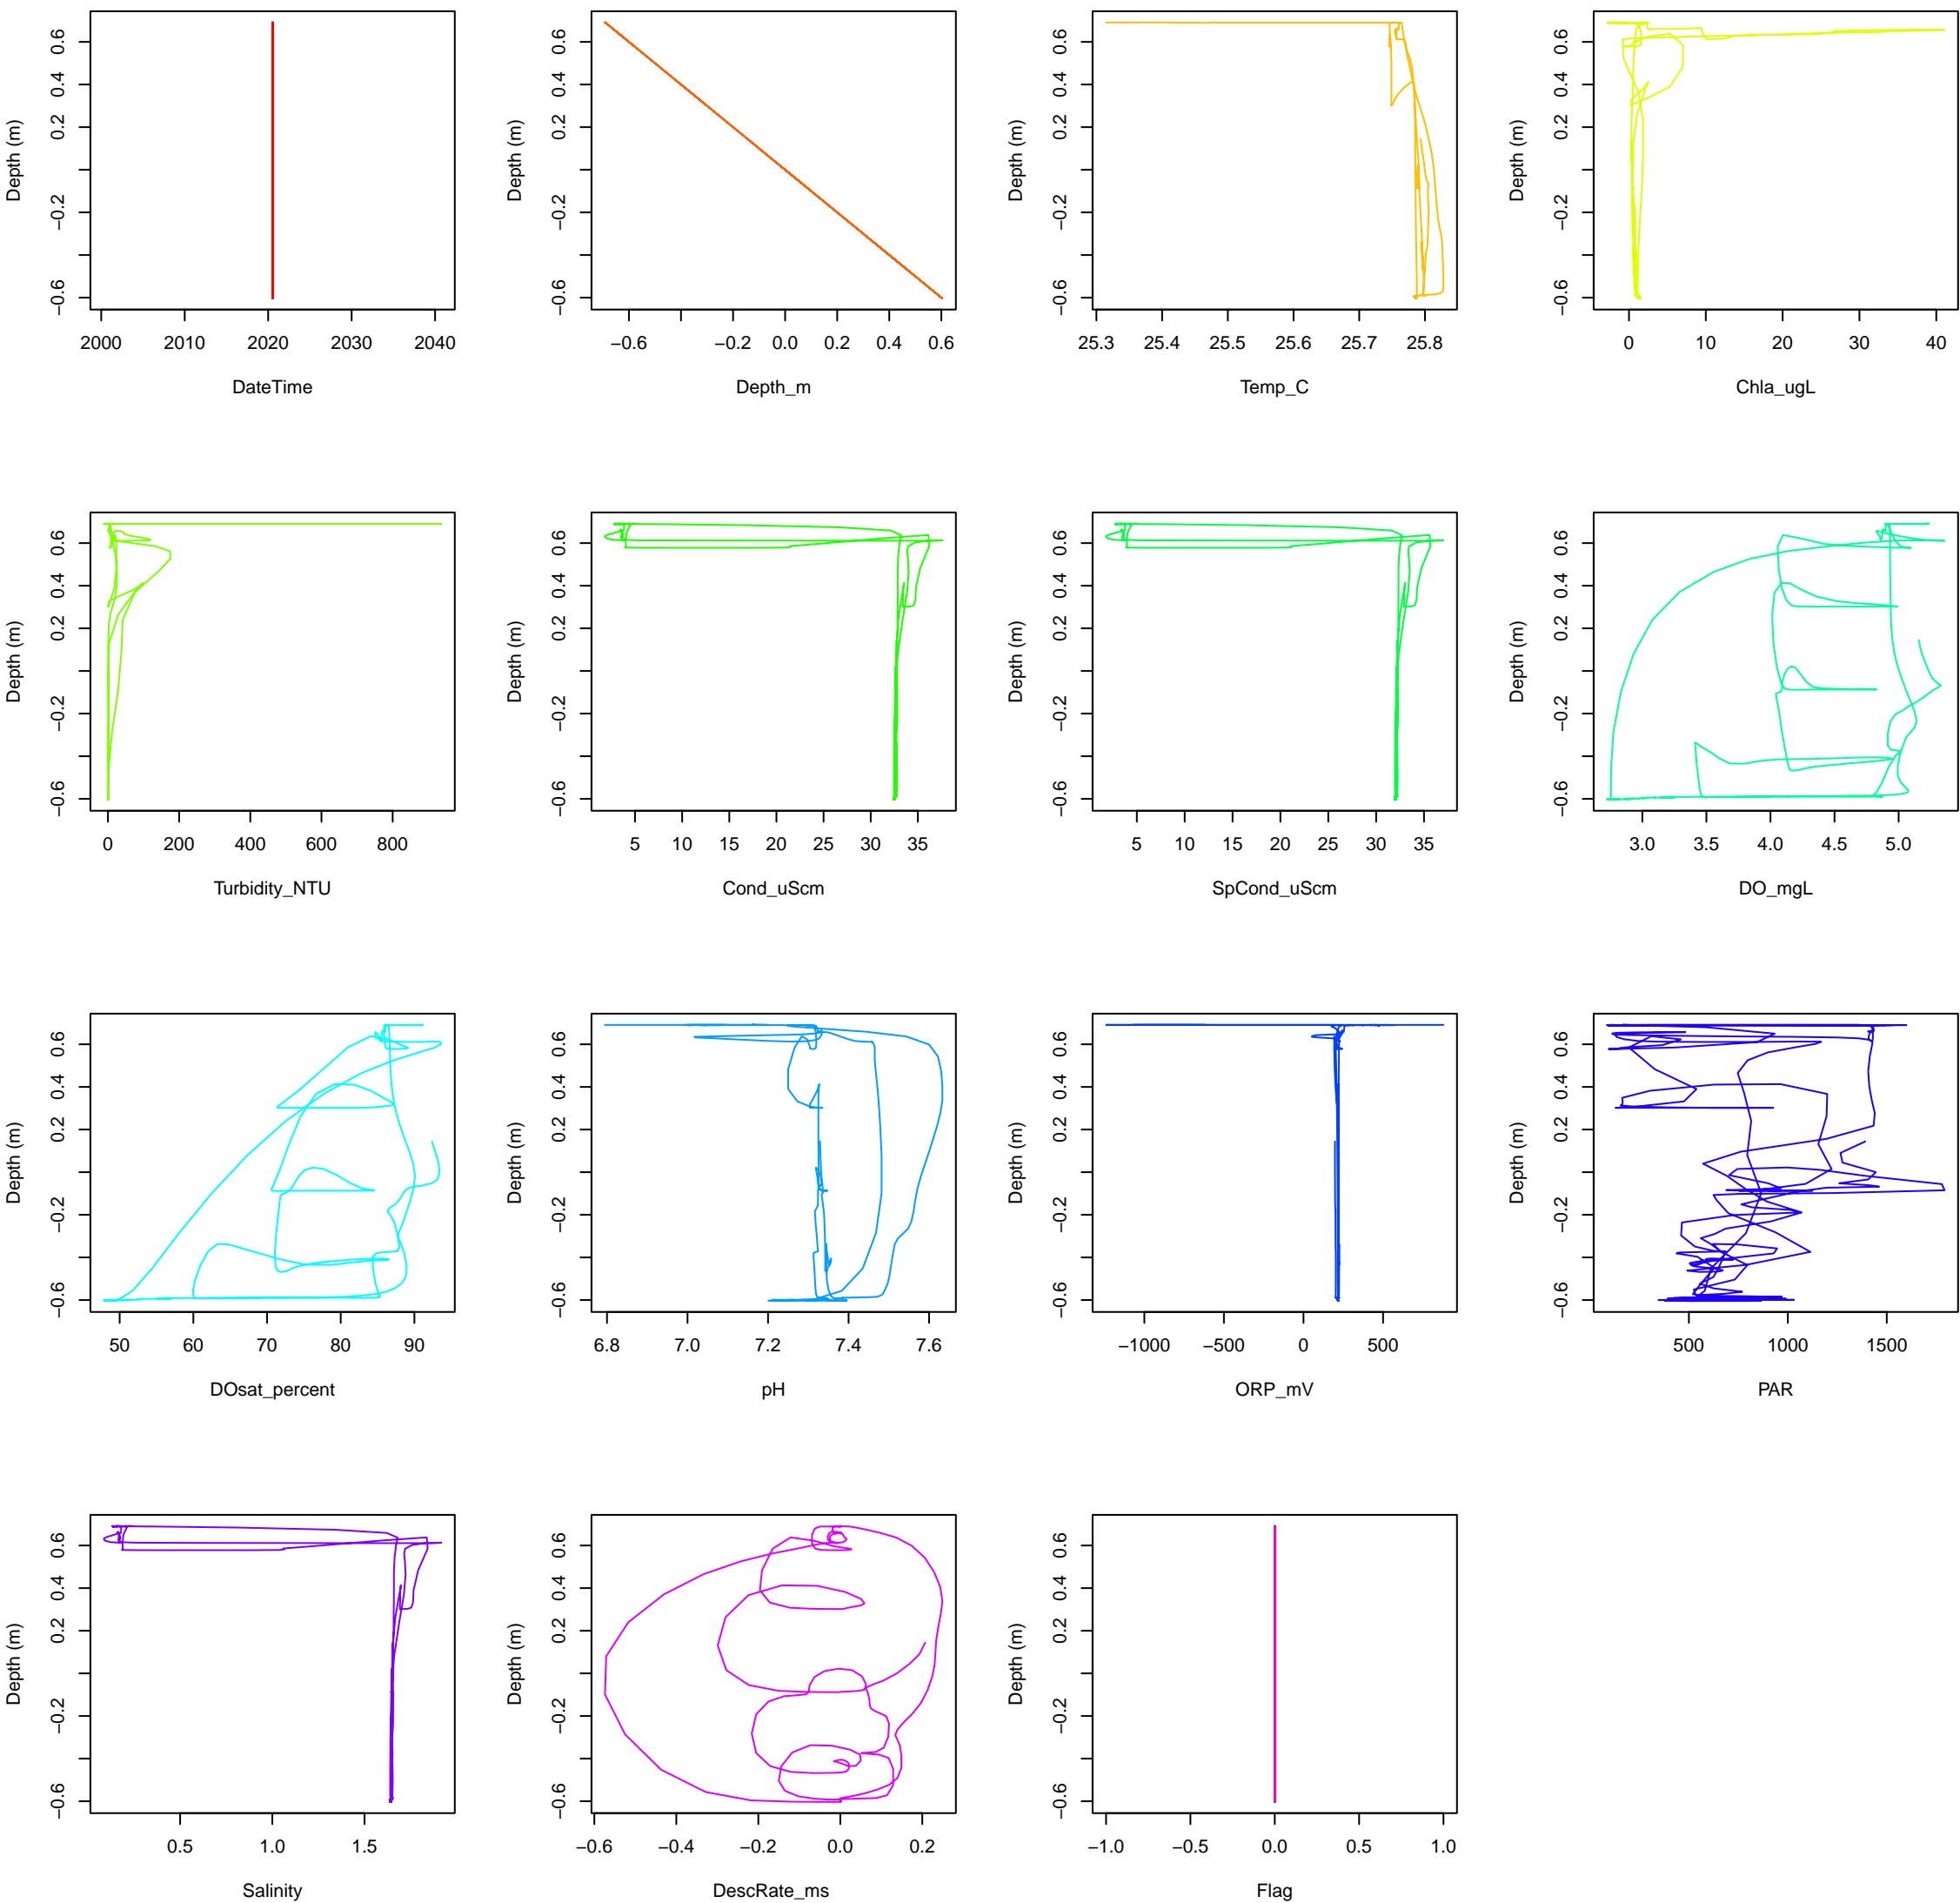 Depth (m)
0.6
0.4
0.2
−0.2
−0.6
2000 2010 2020 2030 2040
DateTime
Depth (m)
0.6
0.4
0.2
−0.2
−0.6
−0.6 −0.2 0.0 0.2 0.4 0.6
Depth_m
Depth (m)
0.6
0.4
0.2
−0.2
−0.6
25.3 25.4 25.5 25.6 25.7 25.8
Temp_C
Depth (m)
0.6
0.4
0.2
−0.2
−0.6
0 10 20 30 40
Chla_ugL
Depth (m)
0.6
0.4
0.2
−0.2
−0.6
0 200 400 600 800
Turbidity_NTU
Depth (m)
0.6
0.4
0.2
−0.2
−0.6
5 10 15 20 25 30 35
Cond_uScm
Depth (m)
0.6
0.4
0.2
−0.2
−0.6
5 10 15 20 25 30 35
SpCond_uScm
Depth (m)
0.6
0.4
0.2
−0.2
−0.6
3.0 3.5 4.0 4.5 5.0
DO_mgL
Depth (m)
0.6
0.4
0.2
−0.2
−0.6
50 60 70 80 90
DOsat_percent
Depth (m)
0.6
0.4
0.2
−0.2
−0.6
6.8 7.0 7.2 7.4 7.6
pH
Depth (m)
0.6
0.4
0.2
−0.2
−0.6
−1000 −500 0 500
ORP_mV
Depth (m)
0.6
0.4
0.2
−0.2
−0.6
500 1000 1500
PAR
Depth (m)
0.6
0.4
0.2
−0.2
−0.6
0.5 1.0 1.5
Salinity
Depth (m)
0.6
0.4
0.2
−0.2
−0.6
−0.6 −0.4 −0.2 0.0 0.2
DescRate_ms
Depth (m)
0.6
0.4
0.2
−0.2
−0.6
−1.0 −0.5 0.0 0.5 1.0
Flag